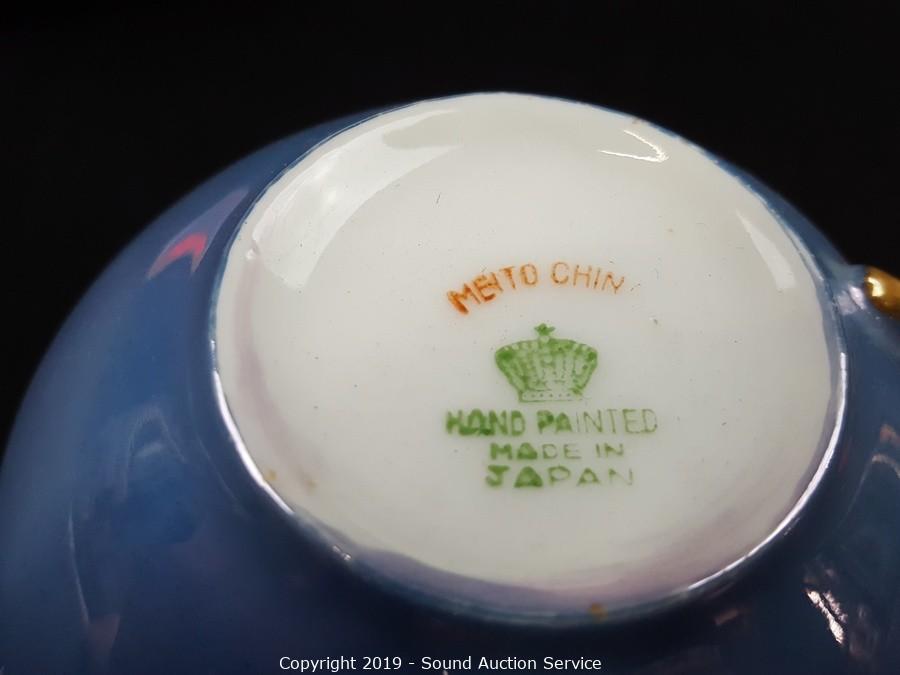 MEITO CHIN
HAND PAINTED
MADE IN
JAPAN
Copyright 2019 - Sound Auction Service